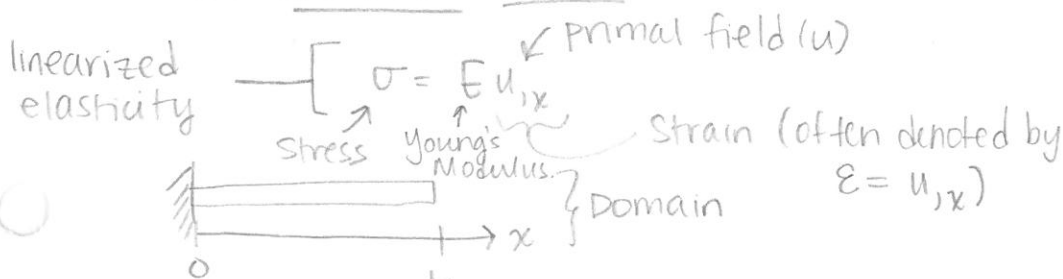 primal field (u)
linearized
elasticity
σ = E u,x
Stress
Young's
Modulus.
Strain (often denoted by
ε = u,x)
Domain
x
0